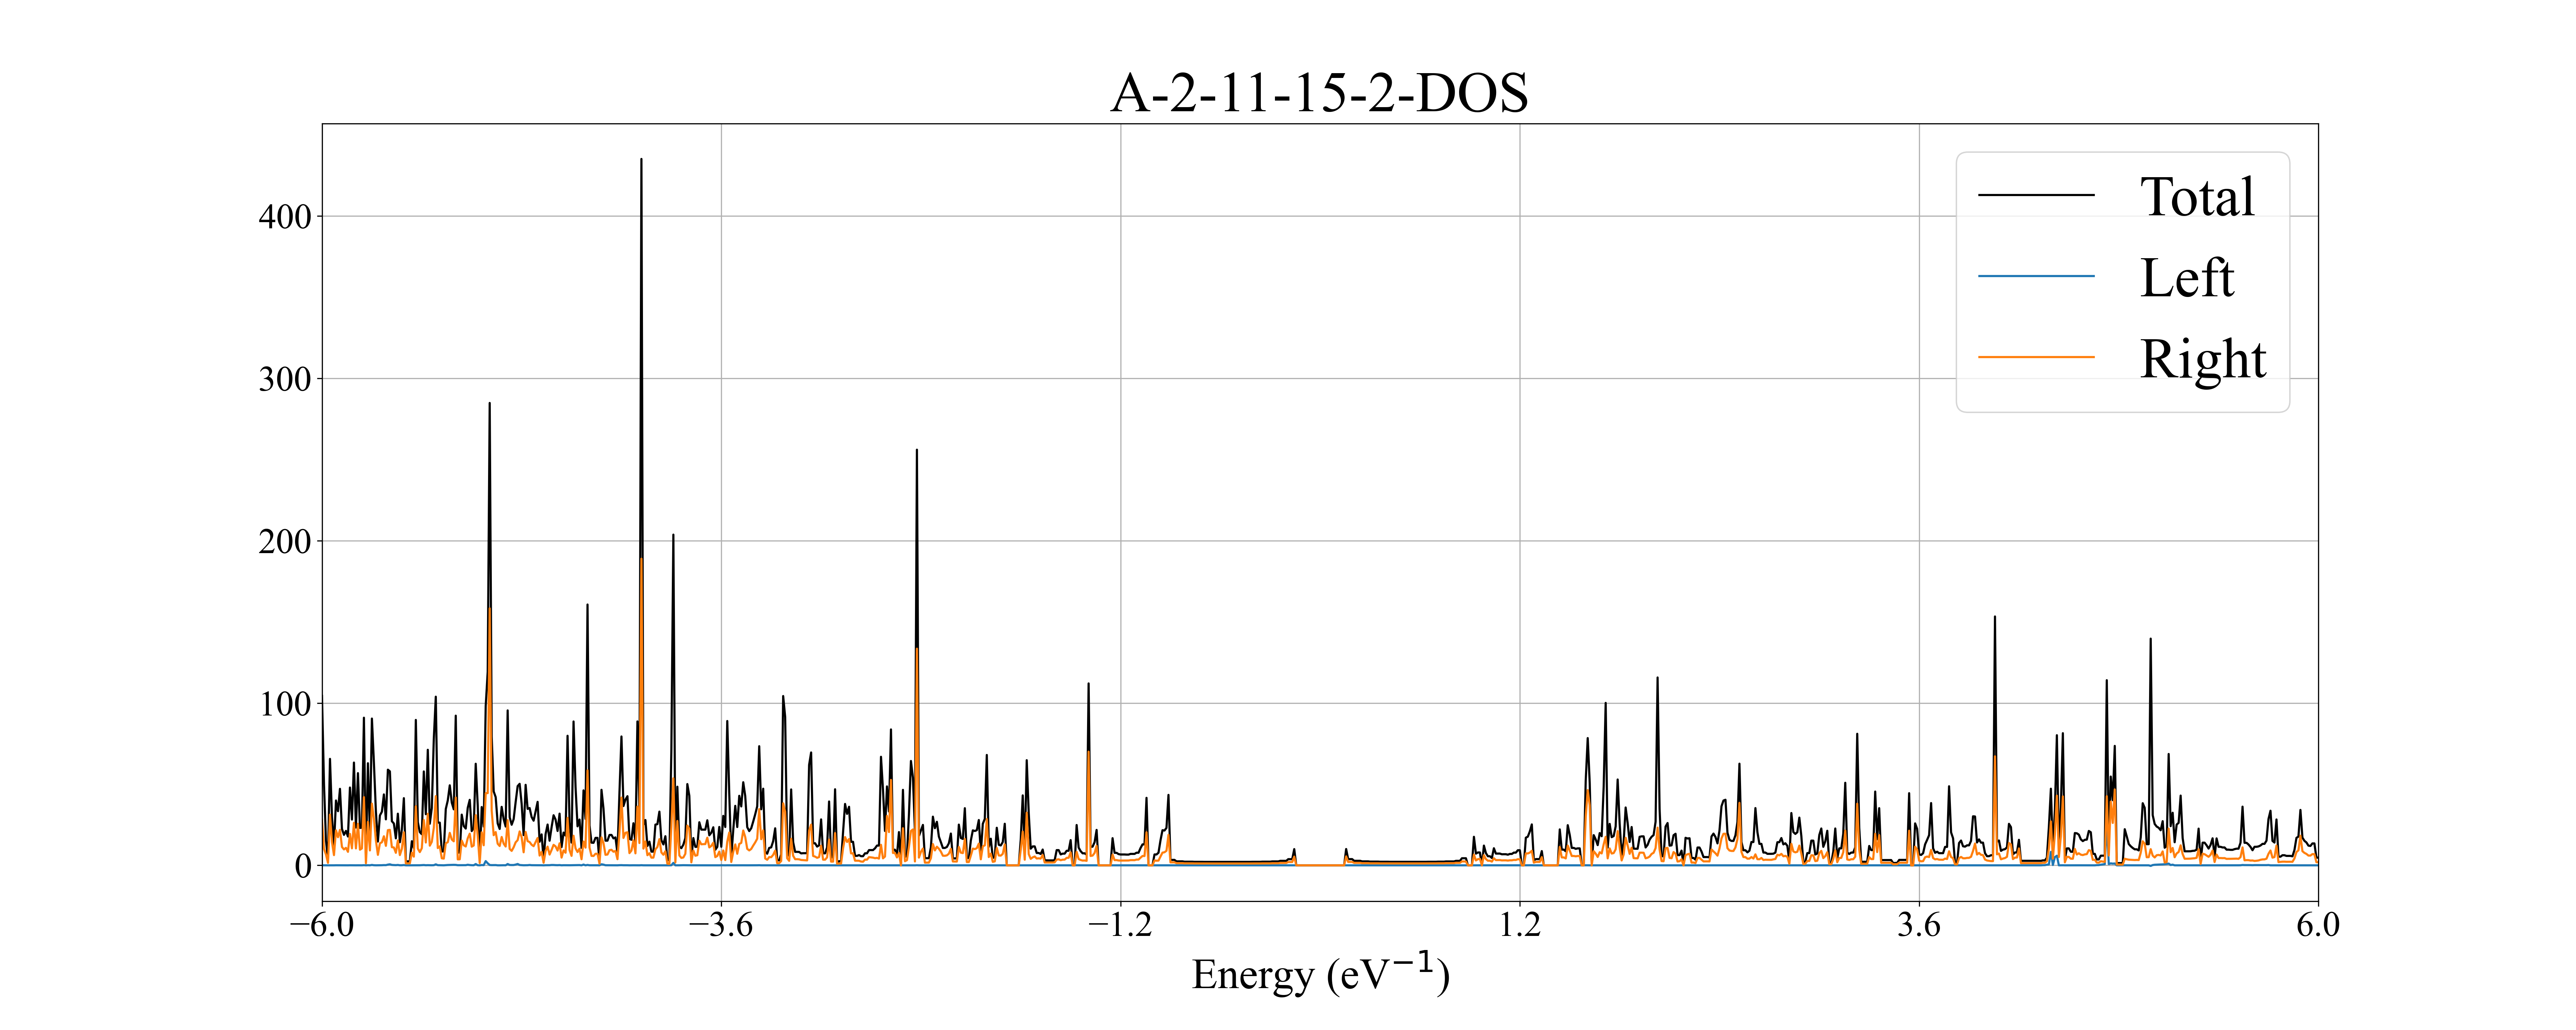 A-2-11-15-2-DOS
Total
Left
Right
400
300
200
100
0
−6.0
−3.6
−1.2
1.2
3.6
6.0
Energy (eV⁻¹)